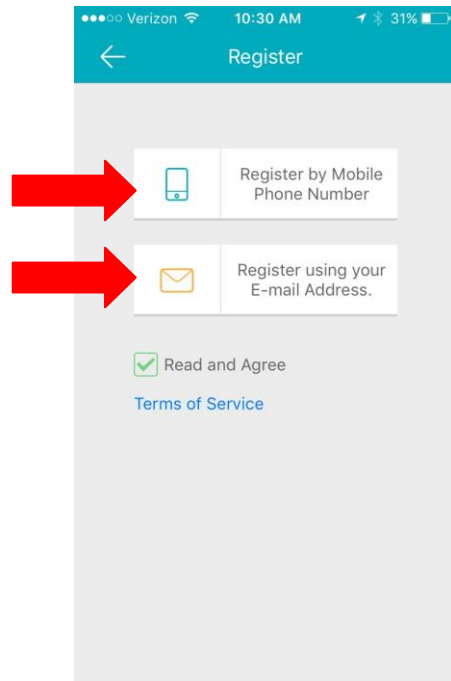 Verizon 10:30 AM 31%
Register
Register by Mobile
Phone Number
Register using your
E-mail Address.
Read and Agree
Terms of Service